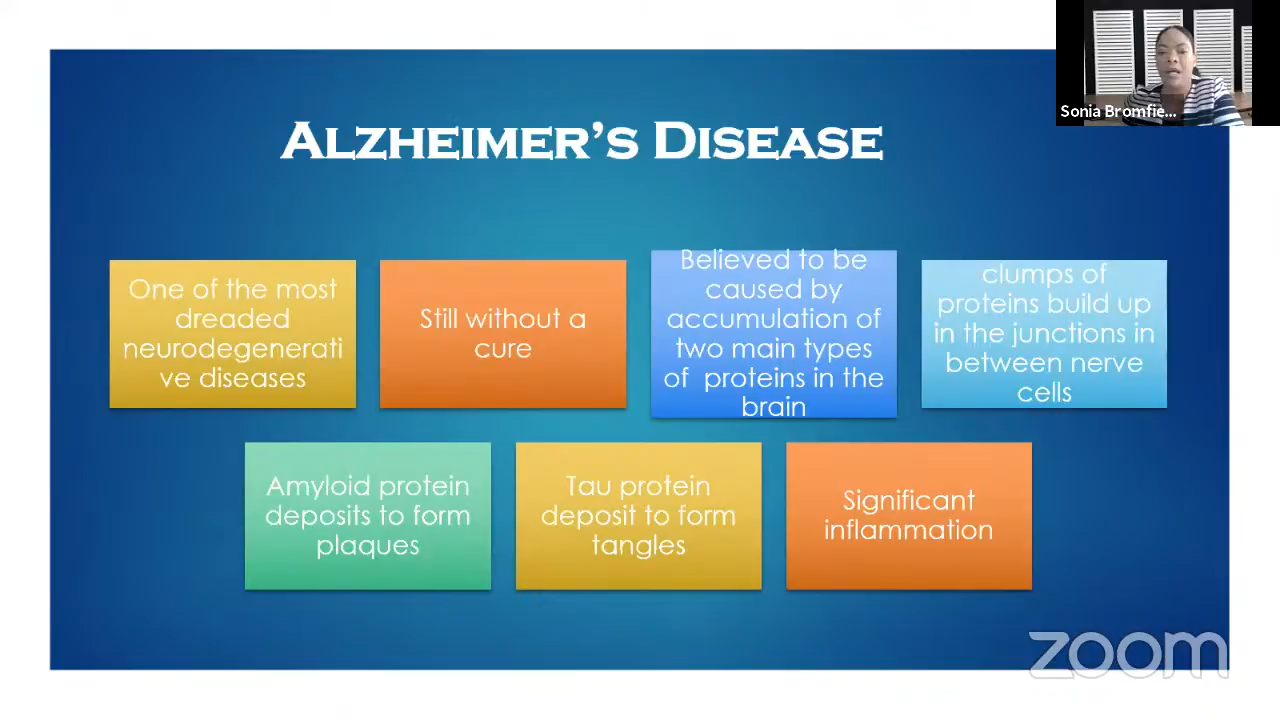 Sonia Bromfie...
ALZHEIMER'S DISEASE
One of the most
dreaded
neurodegenerati
ve diseases
Still without a
cure
Believed to be
caused by
accumulation of
two main types
of proteins in the
brain
clumps of
proteins build up
in the junctions in
between nerve
cells
Amyloid protein
deposits to form
plaques
Tau protein
deposit to form
tangles
Significant
inflammation
zoom